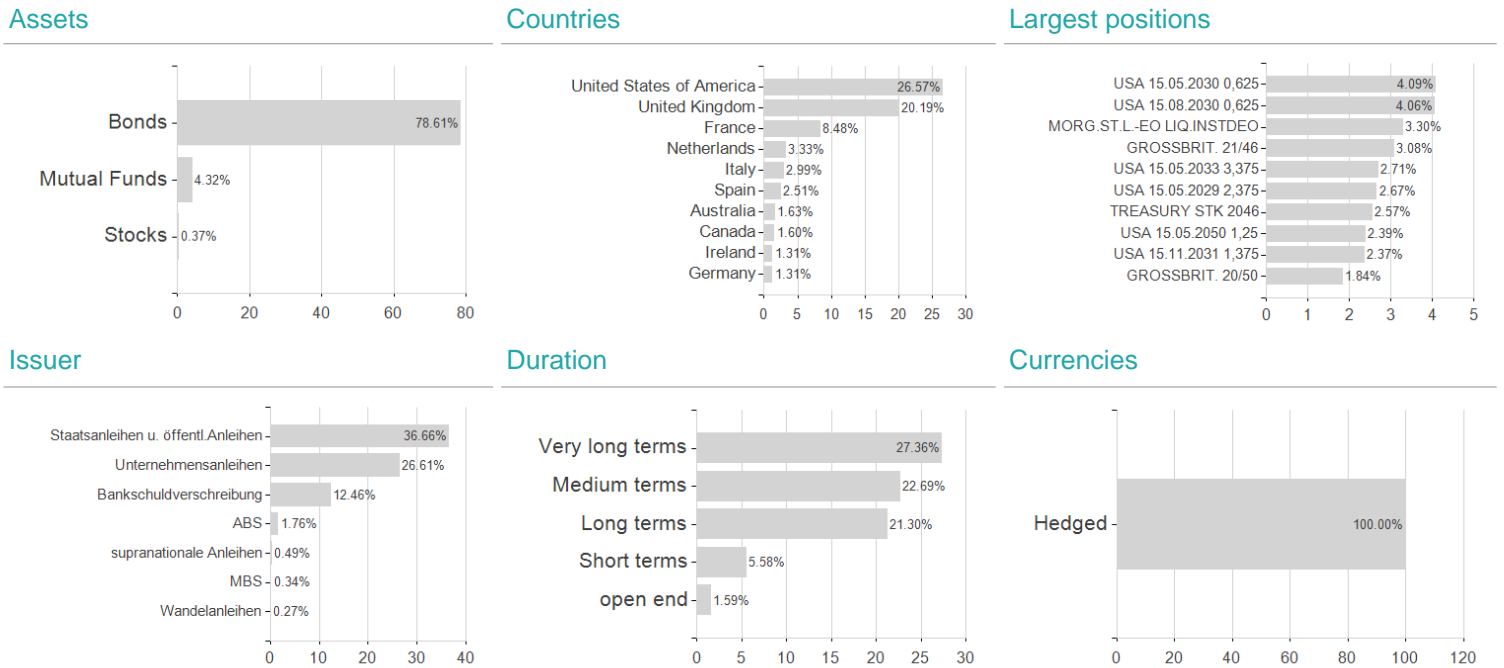 Assets
Bonds
78.61%
Mutual Funds
4.32%
Stocks
0.37%
0 20 40 60 80
Countries
United States of America
26.57%
United Kingdom
20.19%
France
8.48%
Netherlands
3.33%
Italy
2.99%
Spain
2.51%
Australia
1.63%
Canada
1.60%
Ireland
1.31%
Germany
1.31%
0 5 10 15 20 25 30
Largest positions
USA 15.05.2030 0,625
4.09%
USA 15.08.2030 0,625
4.06%
MORG.ST.L.-EO LIQ.INSTDEO
3.30%
GROSSBRIT. 21/46
3.08%
USA 15.05.2033 3,375
2.71%
USA 15.05.2029 2,375
2.67%
TREASURY STK 2046
2.57%
USA 15.05.2050 1,25
2.39%
USA 15.11.2031 1,375
2.37%
GROSSBRIT. 20/50
1.84%
0 1 2 3 4 5
Issuer
Staatsanleihen u. öffentl.Anleihen
36.66%
Unternehmensanleihen
26.61%
Bankschuldverschreibung
12.46%
ABS
1.76%
supranationale Anleihen
0.49%
MBS
0.34%
Wandelanleihen
0.27%
0 10 20 30 40
Duration
Very long terms
27.36%
Medium terms
22.69%
Long terms
21.30%
Short terms
5.58%
open end
1.59%
0 5 10 15 20 25 30
Currencies
Hedged
100.00%
0 20 40 60 80 100 120